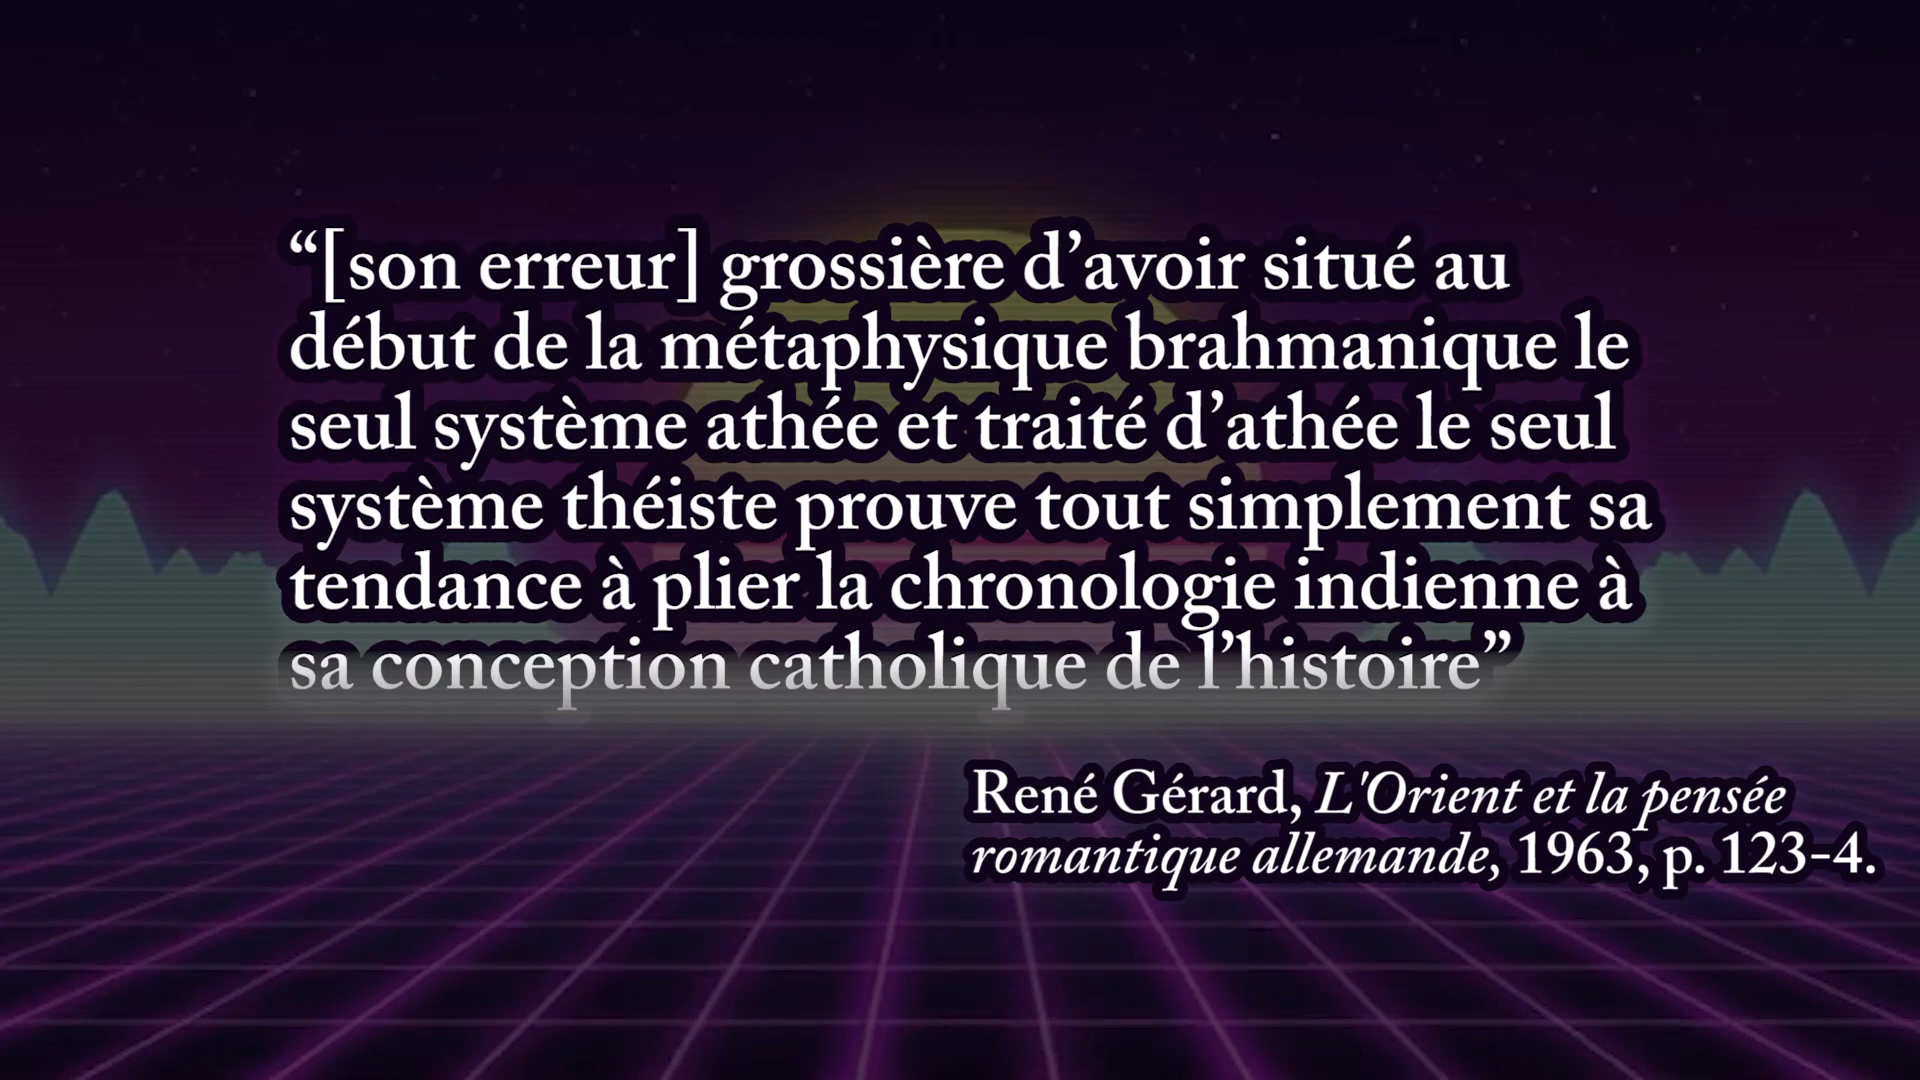 “[son erreur] grossière d’avoir situé au
début de la métaphysique brahmanique le
seul système athée et traité d’athée le seul
système théiste prouve tout simplement sa
tendance à plier la chronologie indienne à
sa conception catholique de l’histoire”
René Gérard, L'Orient et la pensée
romantique allemande, 1963, p. 123-4.